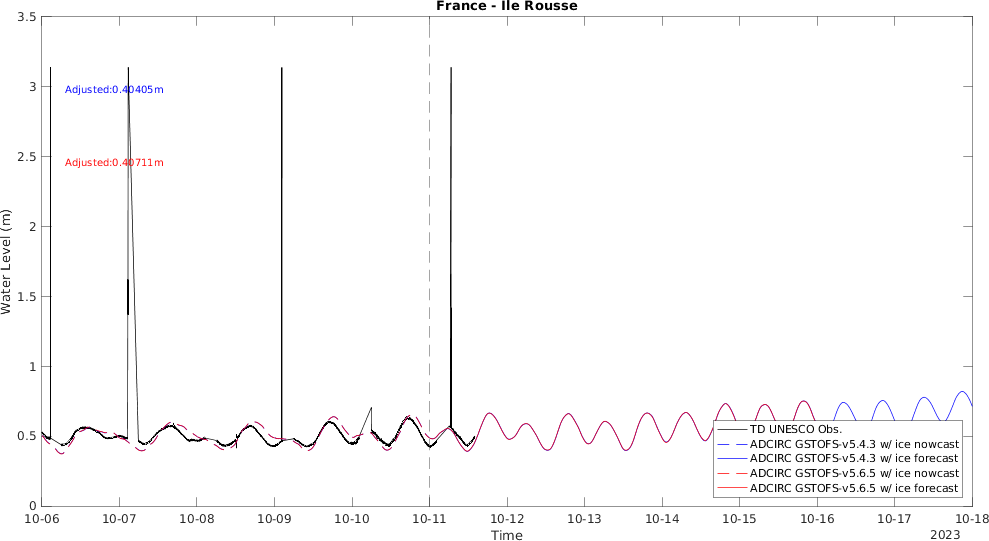 France - Ile Rousse
Water Level (m)
3.5
3
2.5
2
1.5
1
0.5
0
Adjusted:0.40405m
Adjusted:0.40711m
TD UNESCO Obs.
ADCIRC GSTOFS-v5.4.3 w/ ice nowcast
ADCIRC GSTOFS-v5.4.3 w/ ice forecast
ADCIRC GSTOFS-v5.6.5 w/ ice nowcast
ADCIRC GSTOFS-v5.6.5 w/ ice forecast
10-06 10-07 10-08 10-09 10-10 10-11 10-12 10-13 10-14 10-15 10-16 10-17 10-18
Time
2023